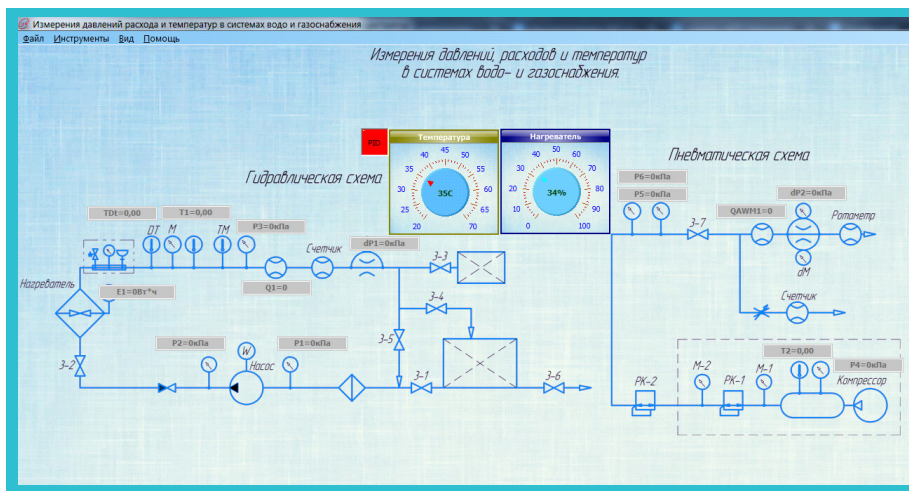 Измерения давлений расхода и температур в системах водо и газоснабжения
Файл Инструменты Вид Помощь
Измерения давлений, расходов и температур
в системах водо- и газоснабжения.
PID
Температура
20 25 30 35 40 45 50 55 60 65 70
35C
Нагреватель
0 10 20 30 40 50 60 70 80 90 100
34%
Гидравлическая схема
Пневматическая схема
TDt=0,00
T1=0,00
P3=0кПа
dP1=0кПа
DT
M
TM
Счетчик
Q1=0
Нагреватель
E1=0Вт*ч
З-3
З-4
З-5
З-2
P2=0кПа
W
Насос
P1=0кПа
З-1
З-6
P6=0кПа
P5=0кПа
З-7
QAWM1=0
dP2=0кПа
Ротаметр
dM
Счетчик
T2=0,00
P4=0кПа
РК-2
М-2
РК-1
М-1
Компрессор